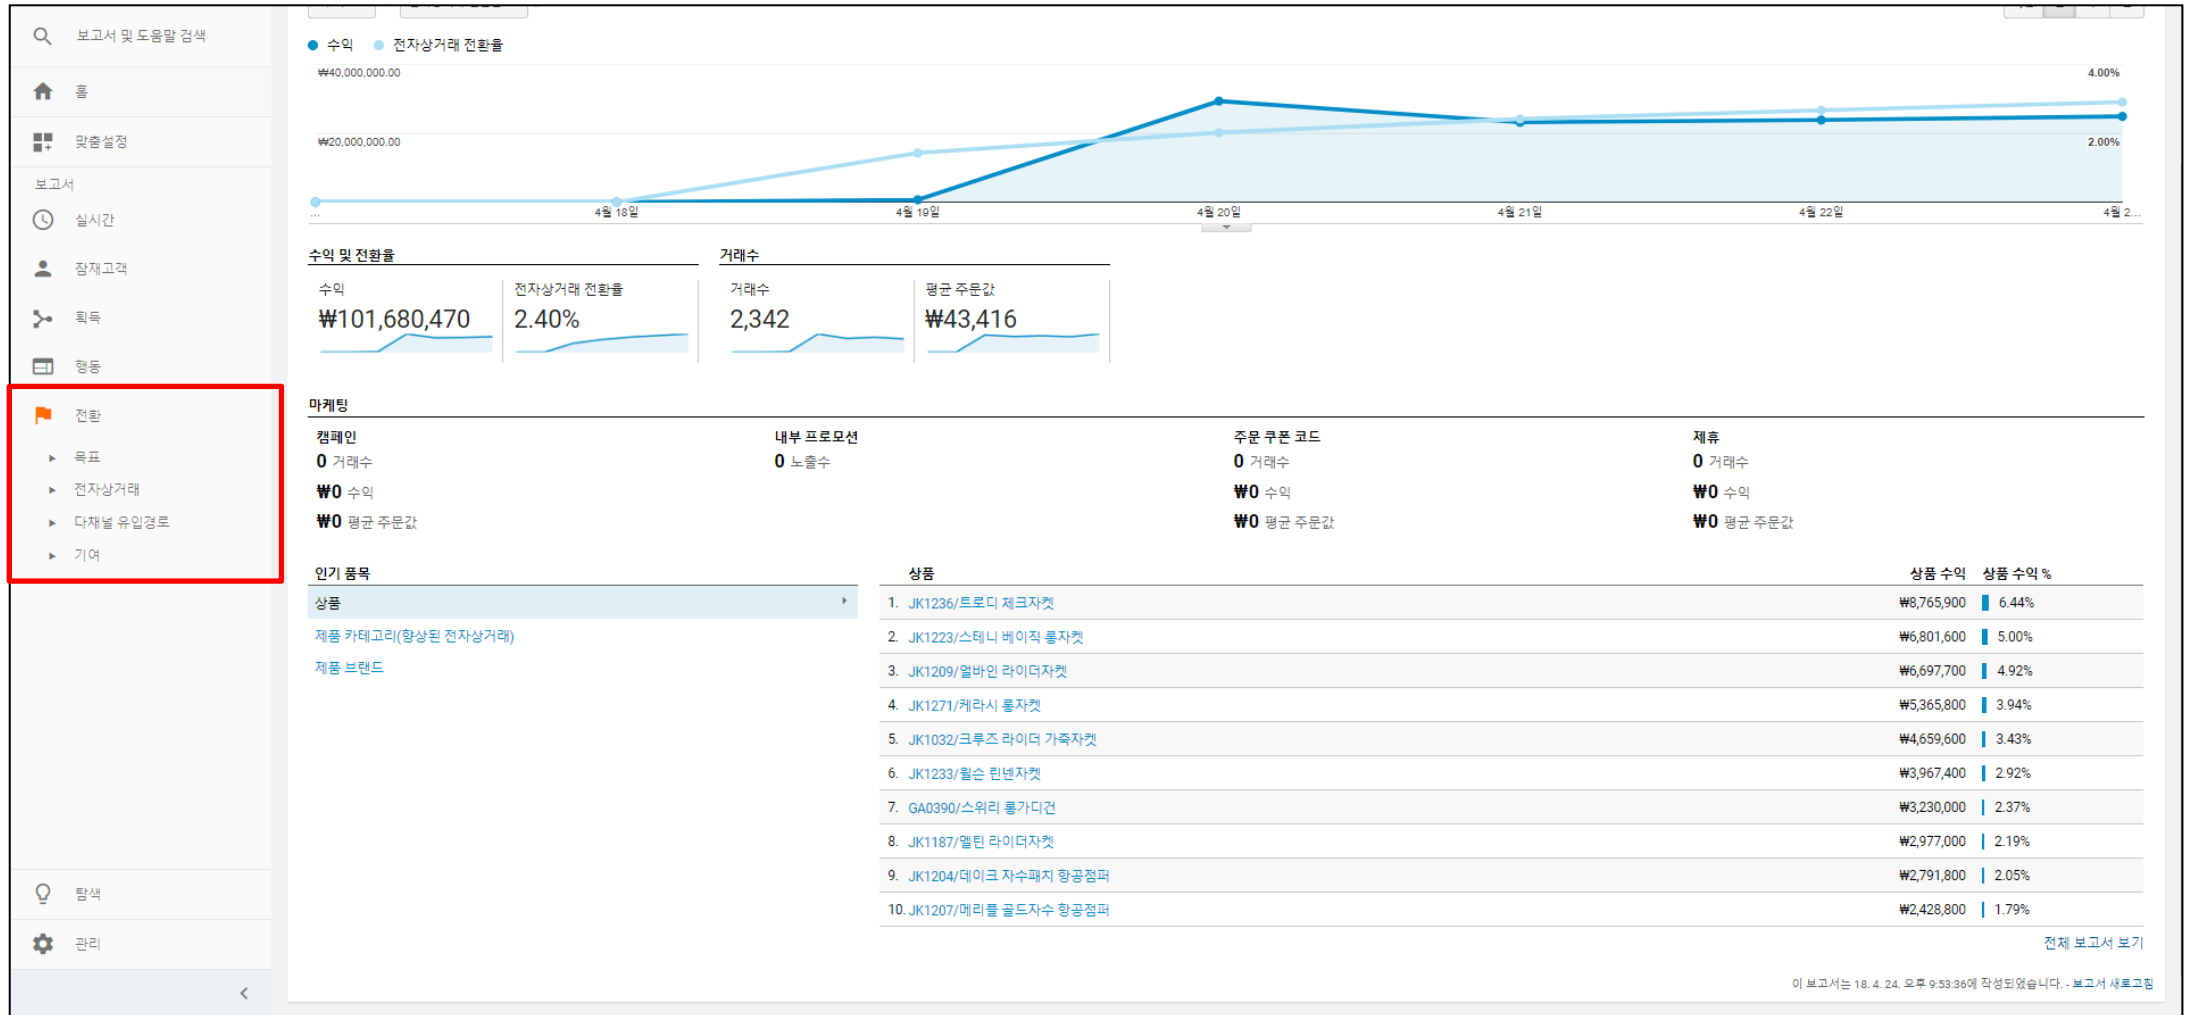 보고서 및 도움말 검색
홈
맞춤설정
보고서
실시간
잠재고객
획득
행동
전환
목표
전자상거래
다채널 유입경로
기여
탐색
관리
수익 전자상거래 전환율
₩40,000,000.00 4.00%
₩20,000,000.00 2.00%
... 4월 18일 4월 19일 4월 20일 4월 21일 4월 22일 4월 2...
수익 및 전환율 거래수
수익 전자상거래 전환율 거래수 평균 주문값
₩101,680,470 2.40% 2,342 ₩43,416
마케팅
캠페인 내부 프로모션 주문 쿠폰 코드 제휴
0 거래수 0 노출수 0 거래수 0 거래수
₩0 수익 ₩0 수익 ₩0 수익
₩0 평균 주문값 ₩0 평균 주문값 ₩0 평균 주문값
인기 품목
상품
제품 카테고리(향상된 전자상거래)
제품 브랜드
상품 상품 수익 상품 수익 %
1. JK1236/트로디 체크자켓 ₩8,765,900 6.44%
2. JK1223/스테니 베이직 롱자켓 ₩6,801,600 5.00%
3. JK1209/얼바인 라이더자켓 ₩6,697,700 4.92%
4. JK1271/케라시 롱자켓 ₩5,365,800 3.94%
5. JK1032/크루즈 라이더 가죽자켓 ₩4,659,600 3.43%
6. JK1233/윌슨 린넨자켓 ₩3,967,400 2.92%
7. GA0390/스위리 롱가디건 ₩3,230,000 2.37%
8. JK1187/멜틴 라이더자켓 ₩2,977,000 2.19%
9. JK1204/데이크 자수패치 항공점퍼 ₩2,791,800 2.05%
10. JK1207/메리플 골드자수 항공점퍼 ₩2,428,800 1.79%
전체 보고서 보기
이 보고서는 18. 4. 24. 오후 9:53:36에 작성되었습니다. - 보고서 새로고침